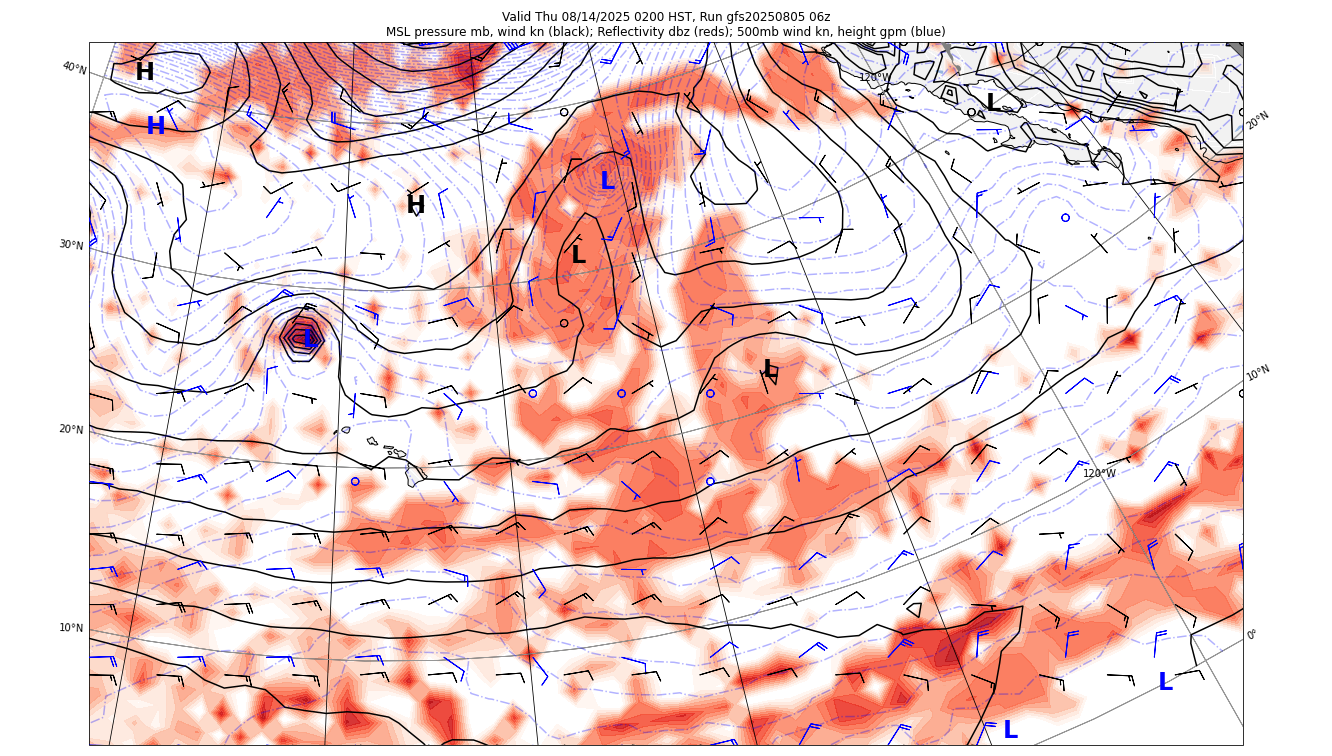 Valid Thu 08/14/2025 0200 HST, Run gfs20250805 06z
MSL pressure mb, wind kn (black); Reflectivity dbz (reds); 500mb wind kn, height gpm (blue)
40°N
H
120°W
L
20°N
H
L
H
30°N
L
L
L
10°N
20°N
120°W
10°N
0°
L
L